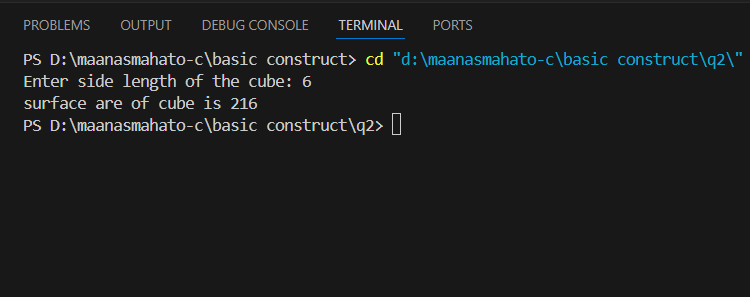 PROBLEMS OUTPUT DEBUG CONSOLE TERMINAL PORTS
PS D:\maanasmahato-c\basic construct> cd "d:\maanasmahato-c\basic construct\q2\"
Enter side length of the cube: 6
surface are of cube is 216
PS D:\maanasmahato-c\basic construct\q2>